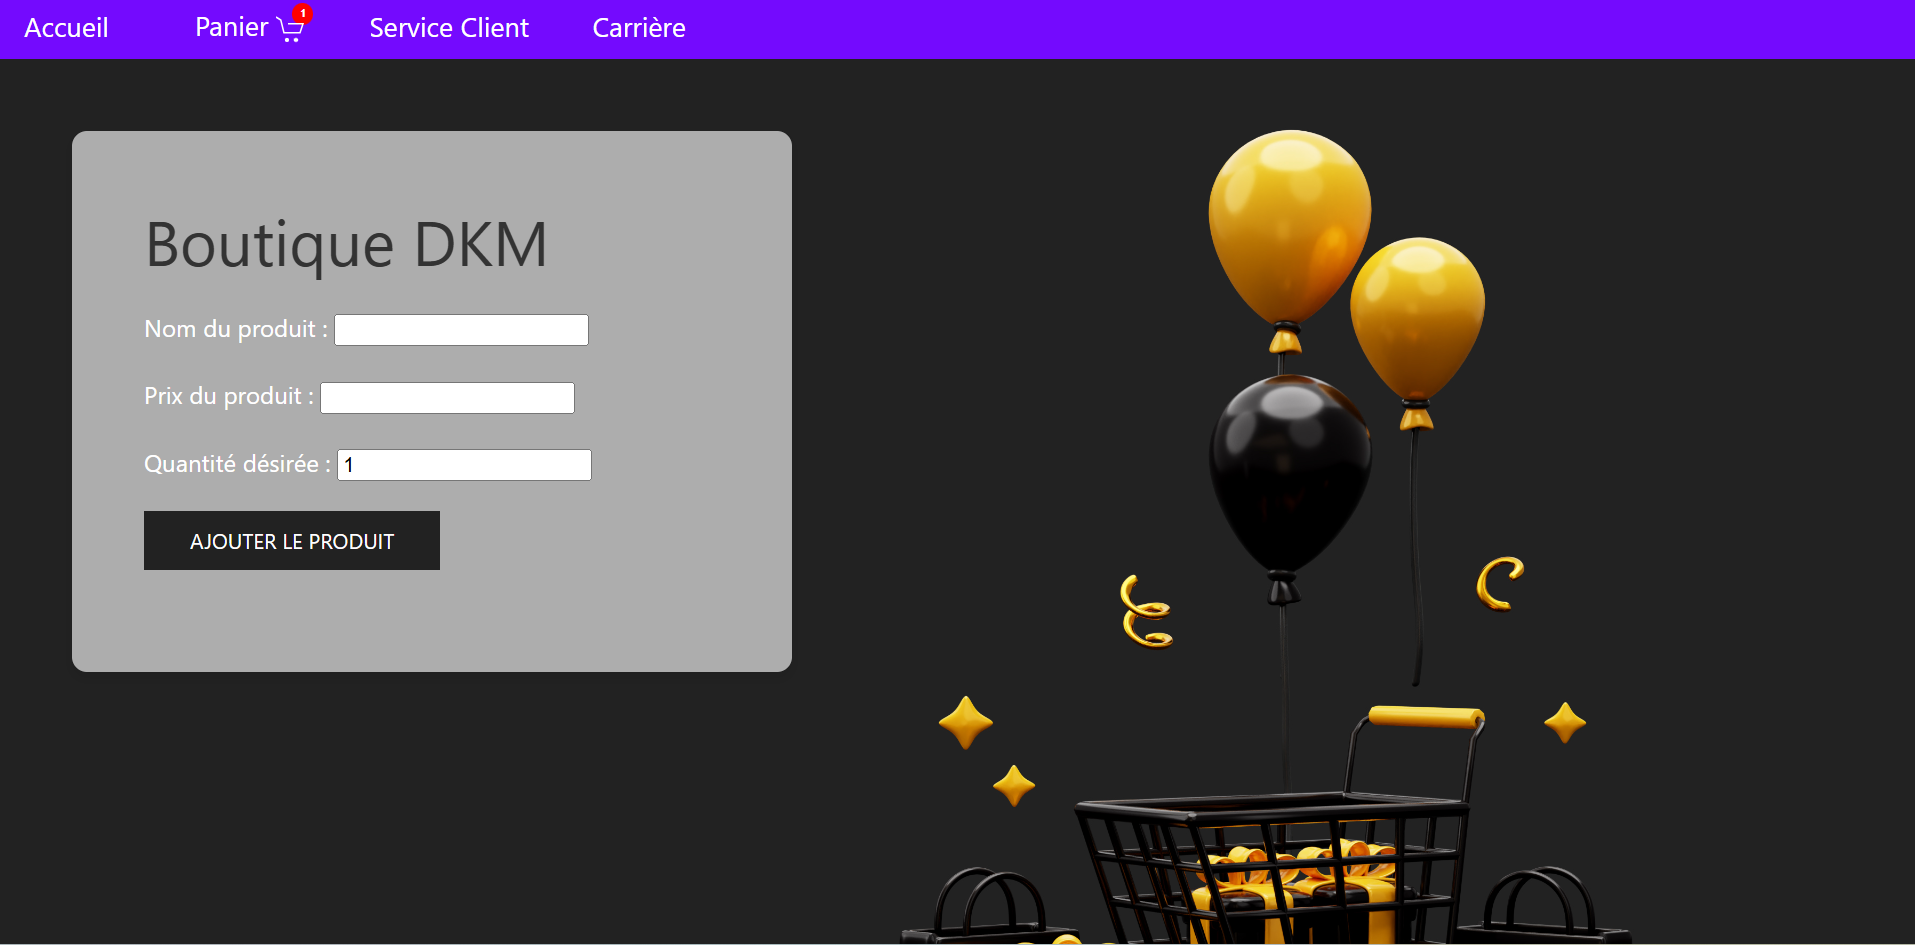 Accueil Panier 1 Service Client Carrière
Boutique DKM
Nom du produit :
Prix du produit :
Quantité désirée : 1
AJOUTER LE PRODUIT